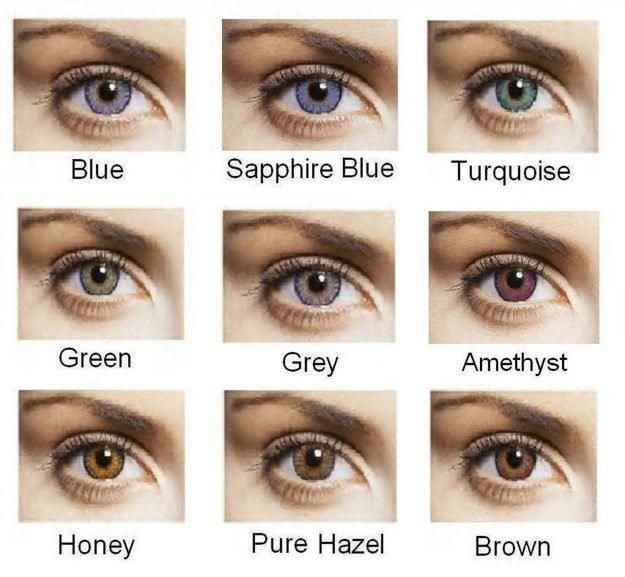 Blue
Sapphire Blue
Turquoise
Green
Grey
Amethyst
Honey
Pure Hazel
Brown